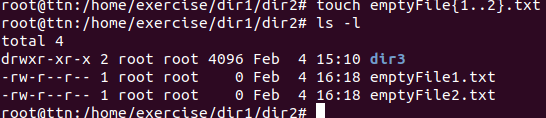 root@ttn:/home/exercise/dir1/dir2# touch emptyFile{1..2}.txt
root@ttn:/home/exercise/dir1/dir2# ls -l
total 4
drwxr-xr-x 2 root root 4096 Feb  4 15:10 dir3
-rw-r--r-- 1 root root    0 Feb  4 16:18 emptyFile1.txt
-rw-r--r-- 1 root root    0 Feb  4 16:18 emptyFile2.txt
root@ttn:/home/exercise/dir1/dir2#